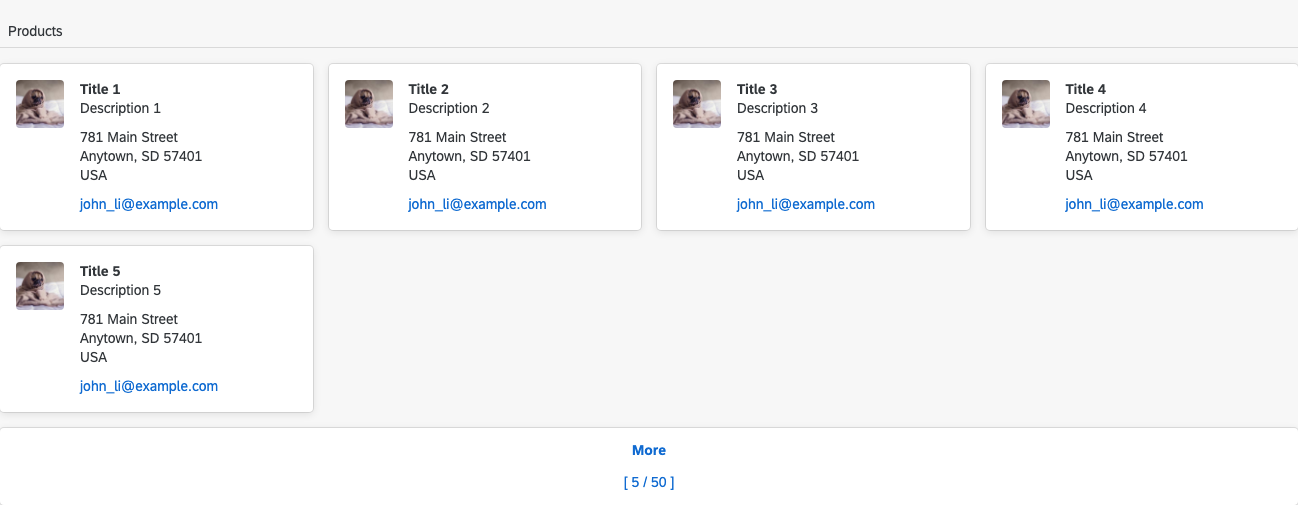 Products
Title 1
Description 1
781 Main Street
Anytown, SD 57401
USA
john_li@example.com
Title 2
Description 2
781 Main Street
Anytown, SD 57401
USA
john_li@example.com
Title 3
Description 3
781 Main Street
Anytown, SD 57401
USA
john_li@example.com
Title 4
Description 4
781 Main Street
Anytown, SD 57401
USA
john_li@example.com
Title 5
Description 5
781 Main Street
Anytown, SD 57401
USA
john_li@example.com
More
[ 5 / 50 ]